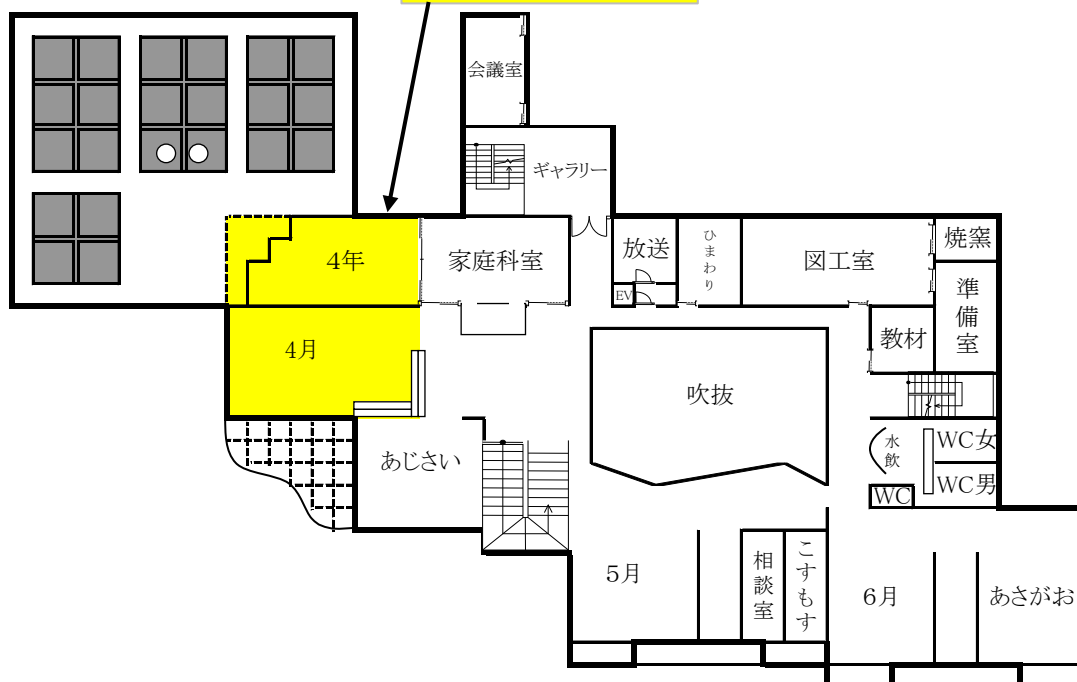 会議室
ギャラリー
4年
家庭科室
放送
ひまわり
図工室
焼窯
EV
準備室
4月
教材
吹抜
あじさい
水飲
WC女
WC男
WC
5月
相談室
こすもす
6月
あさがお